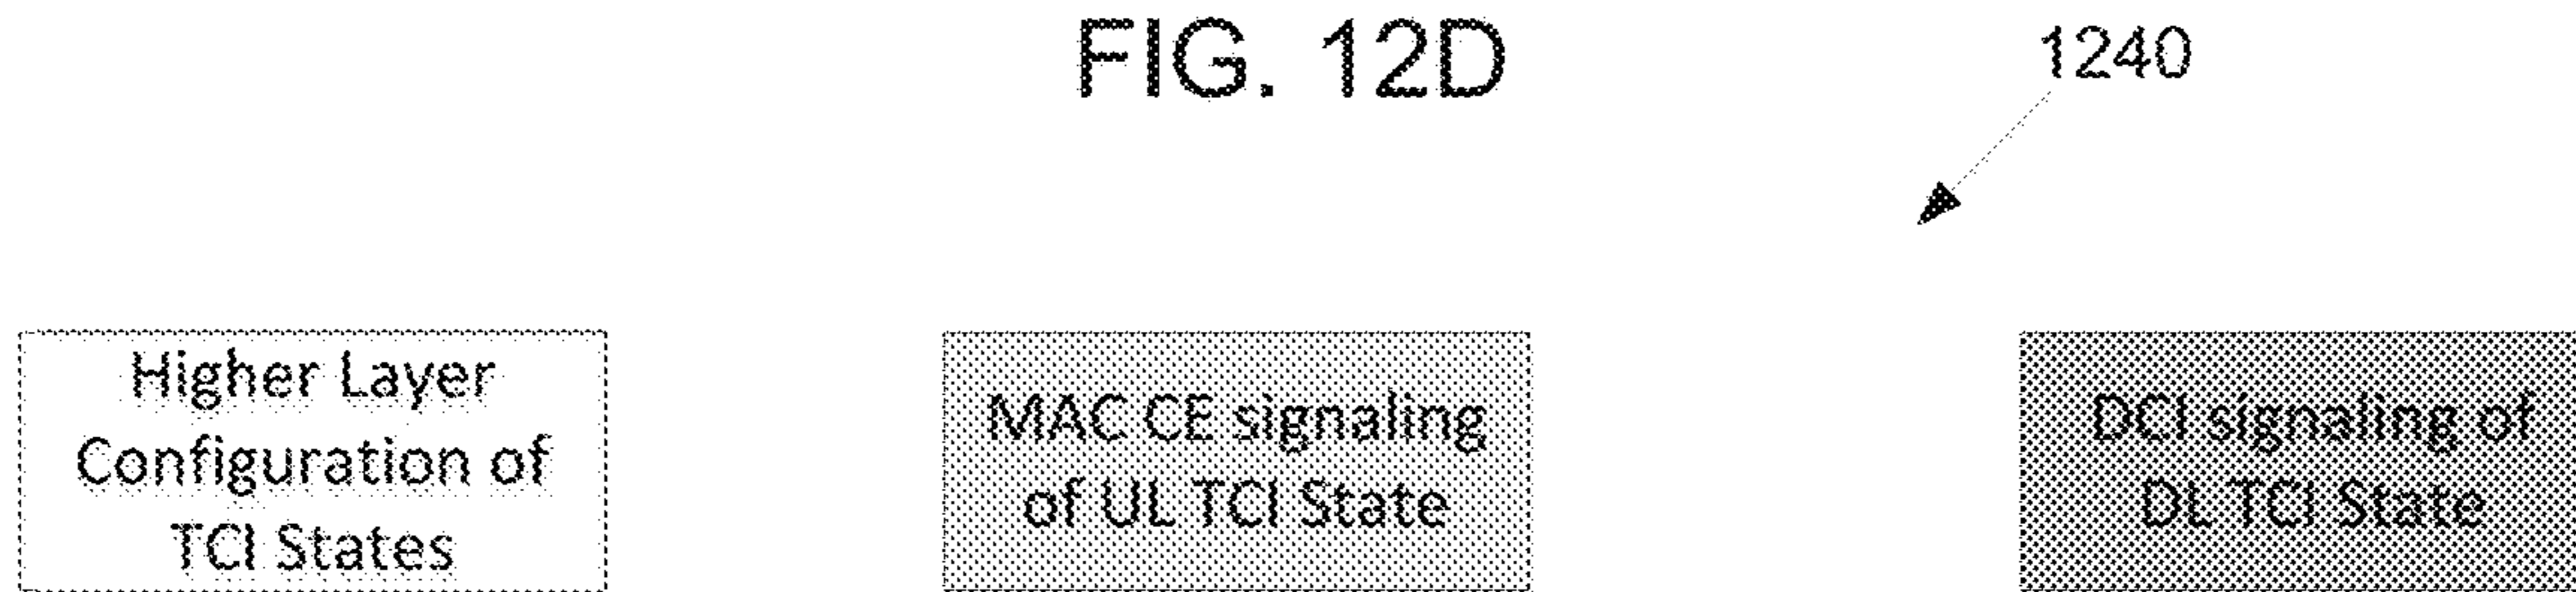 FIG. 12D
1240
Higher Layer
Configuration of
TCI States
MAC CE signaling
of UL TCI State
DCI signaling of
DL TCI State